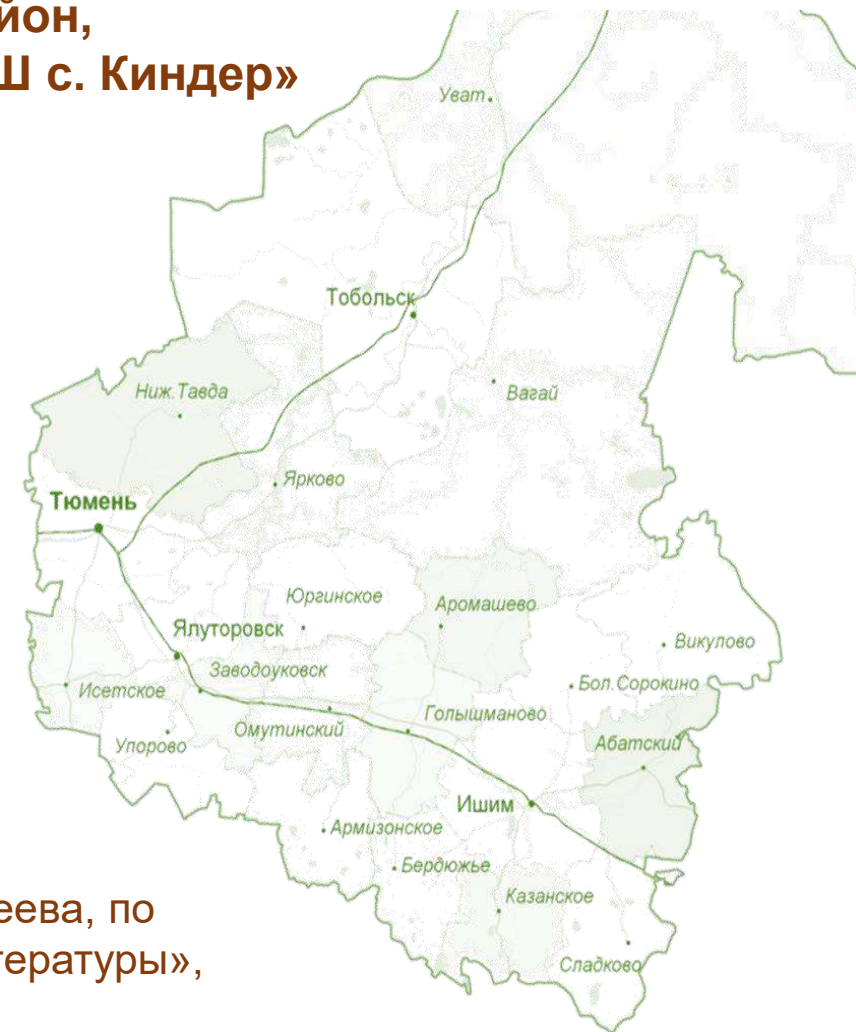 йон,
Ш с. Киндер»
Уват
Тобольск
Ниж.Тавда
Вагай
Ярково
Тюмень
Юргинское
Аромашево
Ялуторовск
Викулово
Заводоуковск
Исетское
Бол.Сорокино
Омутинский
Голышманово
Упорово
Абатский
Ишим
Армизонское
Бердюжье
Казанское
еева, по
тературы»,
Сладково